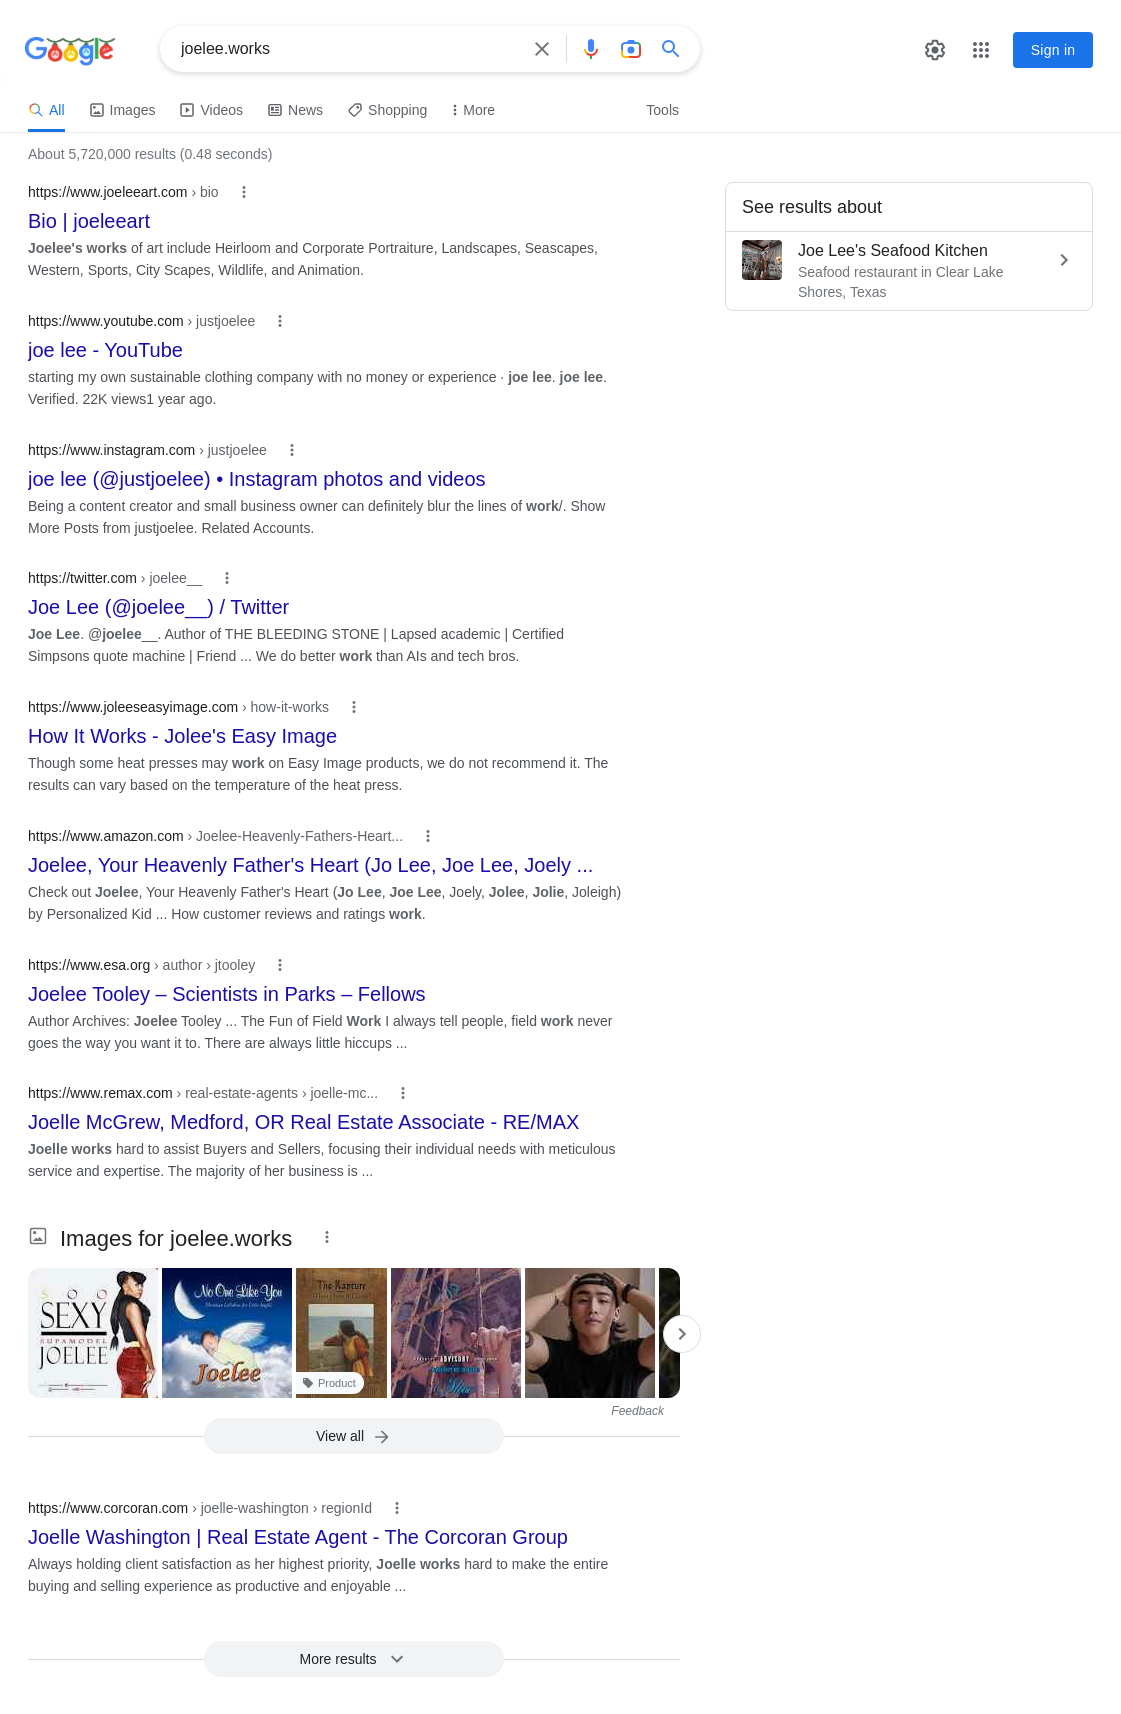 Google
joelee.works
Sign in
All
Images
Videos
News
Shopping
More
Tools
About 5,720,000 results (0.48 seconds)
https://www.joeleeart.com › bio
Bio | joeleeart
Joelee's works of art include Heirloom and Corporate Portraiture, Landscapes, Seascapes,
Western, Sports, City Scapes, Wildlife, and Animation.
See results about
Joe Lee's Seafood Kitchen
Seafood restaurant in Clear Lake
Shores, Texas
https://www.youtube.com › justjoelee
joe lee - YouTube
starting my own sustainable clothing company with no money or experience · joe lee. joe lee.
Verified. 22K views1 year ago.
https://www.instagram.com › justjoelee
joe lee (@justjoelee) • Instagram photos and videos
Being a content creator and small business owner can definitely blur the lines of work/. Show
More Posts from justjoelee. Related Accounts.
https://twitter.com › joelee__
Joe Lee (@joelee__) / Twitter
Joe Lee. @joelee__. Author of THE BLEEDING STONE | Lapsed academic | Certified
Simpsons quote machine | Friend ... We do better work than AIs and tech bros.
https://www.joleeseasyimage.com › how-it-works
How It Works - Jolee's Easy Image
Though some heat presses may work on Easy Image products, we do not recommend it. The
results can vary based on the temperature of the heat press.
https://www.amazon.com › Joelee-Heavenly-Fathers-Heart...
Joelee, Your Heavenly Father's Heart (Jo Lee, Joe Lee, Joely ...
Check out Joelee, Your Heavenly Father's Heart (Jo Lee, Joe Lee, Joely, Jolee, Jolie, Joleigh)
by Personalized Kid ... How customer reviews and ratings work.
https://www.esa.org › author › jtooley
Joelee Tooley – Scientists in Parks – Fellows
Author Archives: Joelee Tooley ... The Fun of Field Work I always tell people, field work never
goes the way you want it to. There are always little hiccups ...
https://www.remax.com › real-estate-agents › joelle-mc...
Joelle McGrew, Medford, OR Real Estate Associate - RE/MAX
Joelle works hard to assist Buyers and Sellers, focusing their individual needs with meticulous
service and expertise. The majority of her business is ...
Images for joelee.works
SOO
SEXY
SUPAMODEL
JOELEE
No One Like You
Joelee
The Rapture
Product
ADVISORY
Feedback
View all
https://www.corcoran.com › joelle-washington › regionId
Joelle Washington | Real Estate Agent - The Corcoran Group
Always holding client satisfaction as her highest priority, Joelle works hard to make the entire
buying and selling experience as productive and enjoyable ...
More results